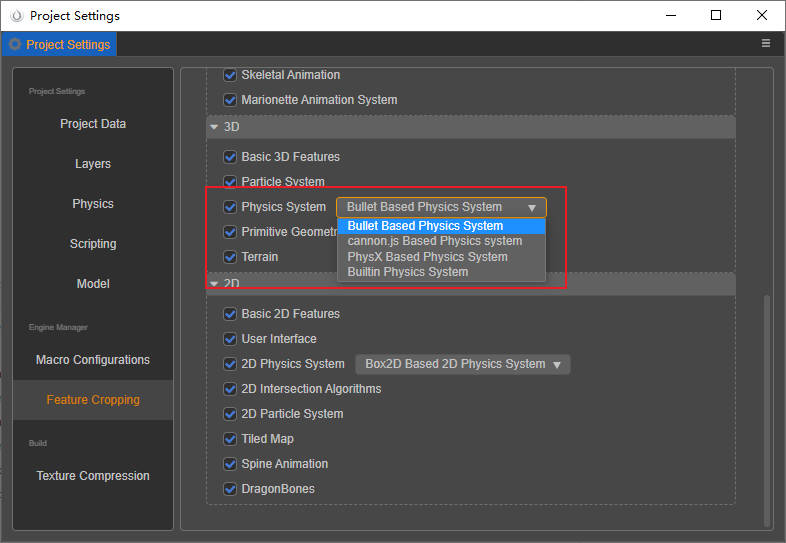 Project Settings
Project Settings
Project Settings
Project Data
Layers
Physics
Scripting
Model
Engine Manager
Macro Configurations
Feature Cropping
Build
Texture Compression
Skeletal Animation
Marionette Animation System
3D
Basic 3D Features
Particle System
Physics System Bullet Based Physics System
Bullet Based Physics System
cannon.js Based Physics system
PhysX Based Physics System
Builtin Physics System
Primitive Geometr
Terrain
2D
Basic 2D Features
User Interface
2D Physics System Box2D Based 2D Physics System
2D Intersection Algorithms
2D Particle System
Tiled Map
Spine Animation
DragonBones